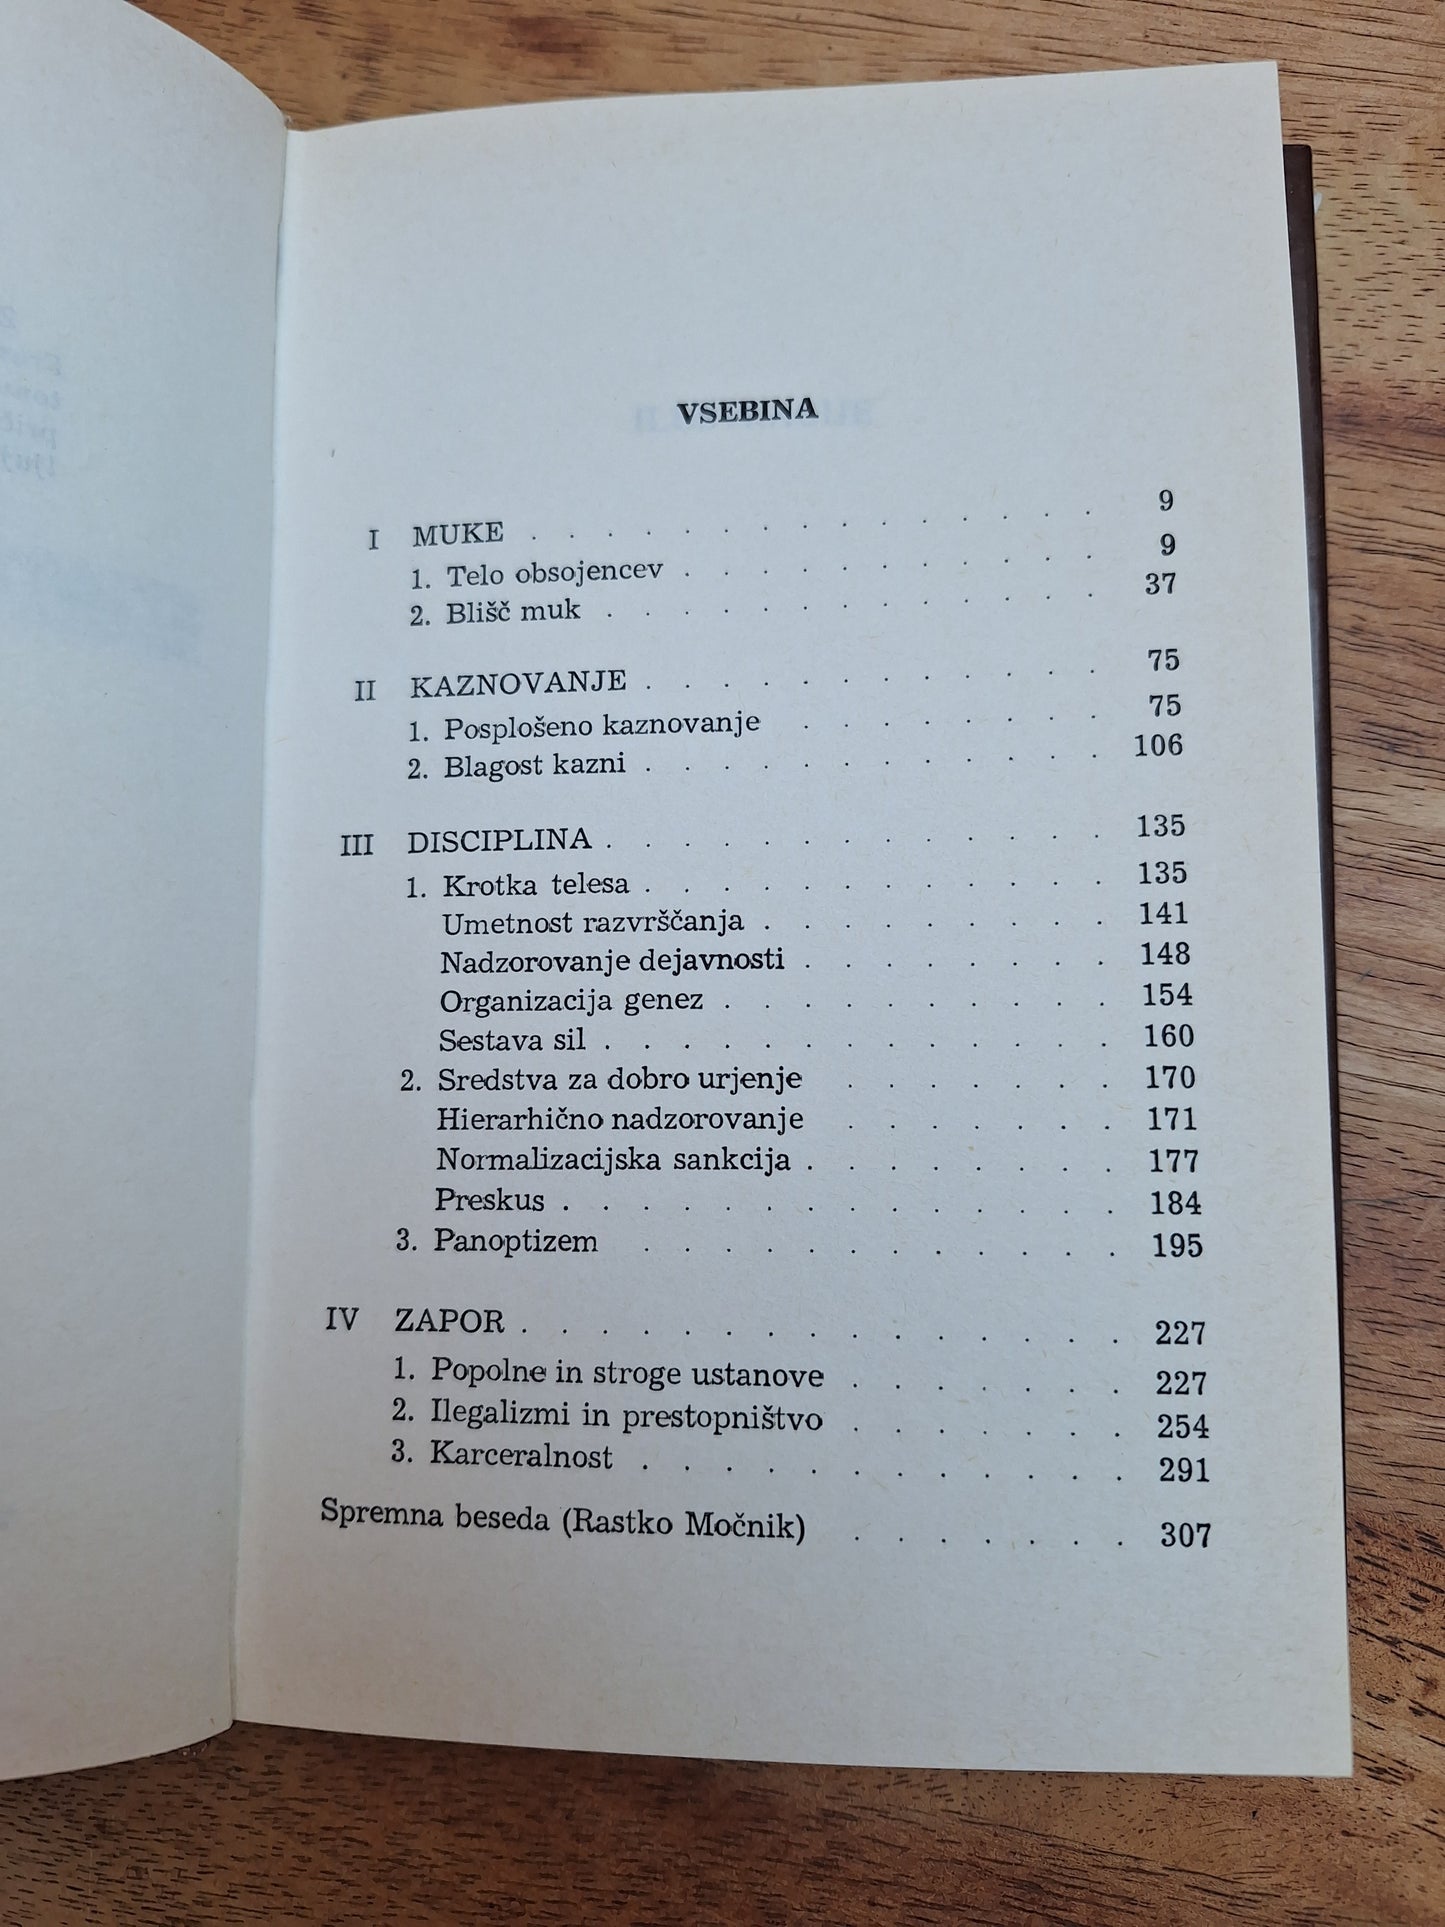 VSEBINA
I MUKE . . . . . . . . . . . . . . . 9
1. Telo obsojencev . . . . . . . . . . . 9
2. Blišč muk . . . . . . . . . . . . . 37
II KAZNOVANJE . . . . . . . . . . . . 75
1. Posplošeno kaznovanje . . . . . . . . 75
2. Blagost kazni . . . . . . . . . . . . 106
III DISCIPLINA . . . . . . . . . . . . . 135
1. Krotka telesa . . . . . . . . . . . . 135
Umetnost razvrščanja . . . . . . . . . 141
Nadzorovanje dejavnosti . . . . . . . . 148
Organizacija genez . . . . . . . . . . 154
Sestava sil . . . . . . . . . . . . . 160
2. Sredstva za dobro urjenje . . . . . . . 170
Hierarhično nadzorovanje . . . . . . . 171
Normalizacijska sankcija . . . . . . . . 177
Preskus . . . . . . . . . . . . . . 184
3. Panoptizem . . . . . . . . . . . . 195
IV ZAPOR . . . . . . . . . . . . . . . 227
1. Popolne in stroge ustanove . . . . . . . 227
2. Ilegalizmi in prestopništvo . . . . . . . 254
3. Karceralnost . . . . . . . . . . . . 291
Spremna beseda (Rastko Močnik) . . . . . . . 307